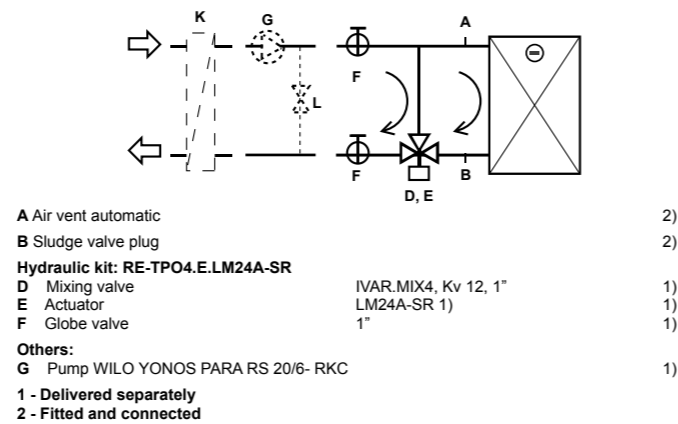 K G A
F
L
F B
D, E
A Air vent automatic 2)
B Sludge valve plug 2)
Hydraulic kit: RE-TPO4.E.LM24A-SR
D Mixing valve IVAR.MIX4, Kv 12, 1” 1)
E Actuator LM24A-SR 1) 1)
F Globe valve 1” 1)
Others:
G Pump WILO YONOS PARA RS 20/6- RKC 1)
1 - Delivered separately
2 - Fitted and connected